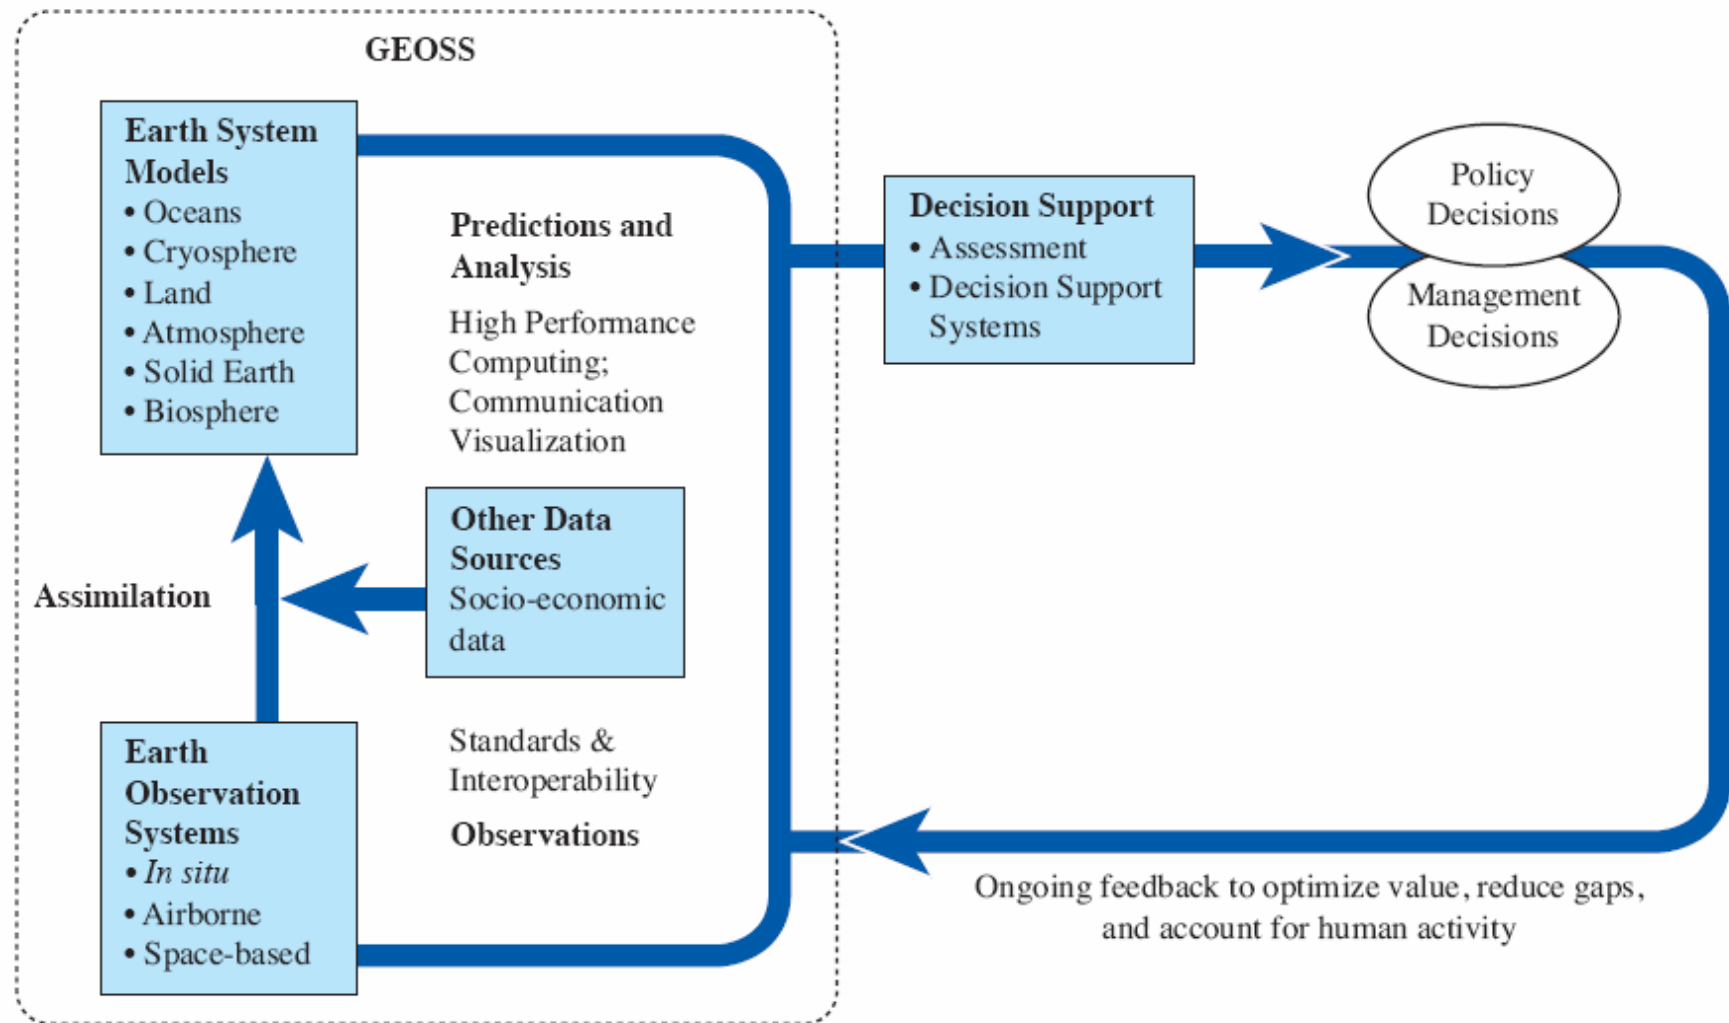 GEOSS
Earth System
Models
• Oceans
• Cryosphere
• Land
• Atmosphere
• Solid Earth
• Biosphere
Predictions and
Analysis
High Performance
Computing;
Communication
Visualization
Other Data
Sources
Socio-economic
data
Assimilation
Earth
Observation
Systems
• In situ
• Airborne
• Space-based
Standards &
Interoperability
Observations
Decision Support
• Assessment
• Decision Support
Systems
Policy
Decisions
Management
Decisions
Ongoing feedback to optimize value, reduce gaps,
and account for human activity